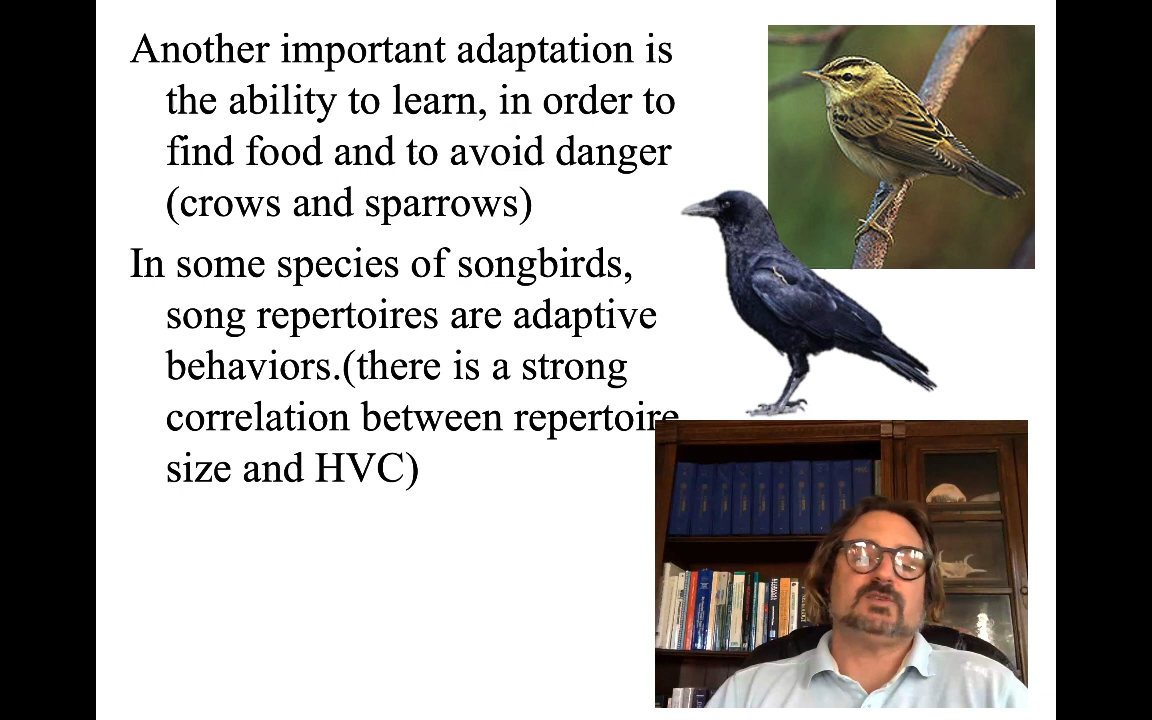 Another important adaptation is
the ability to learn, in order to
find food and to avoid danger
(crows and sparrows)
In some species of songbirds,
song repertoires are adaptive
behaviors.(there is a strong
correlation between repertoire
size and HVC)